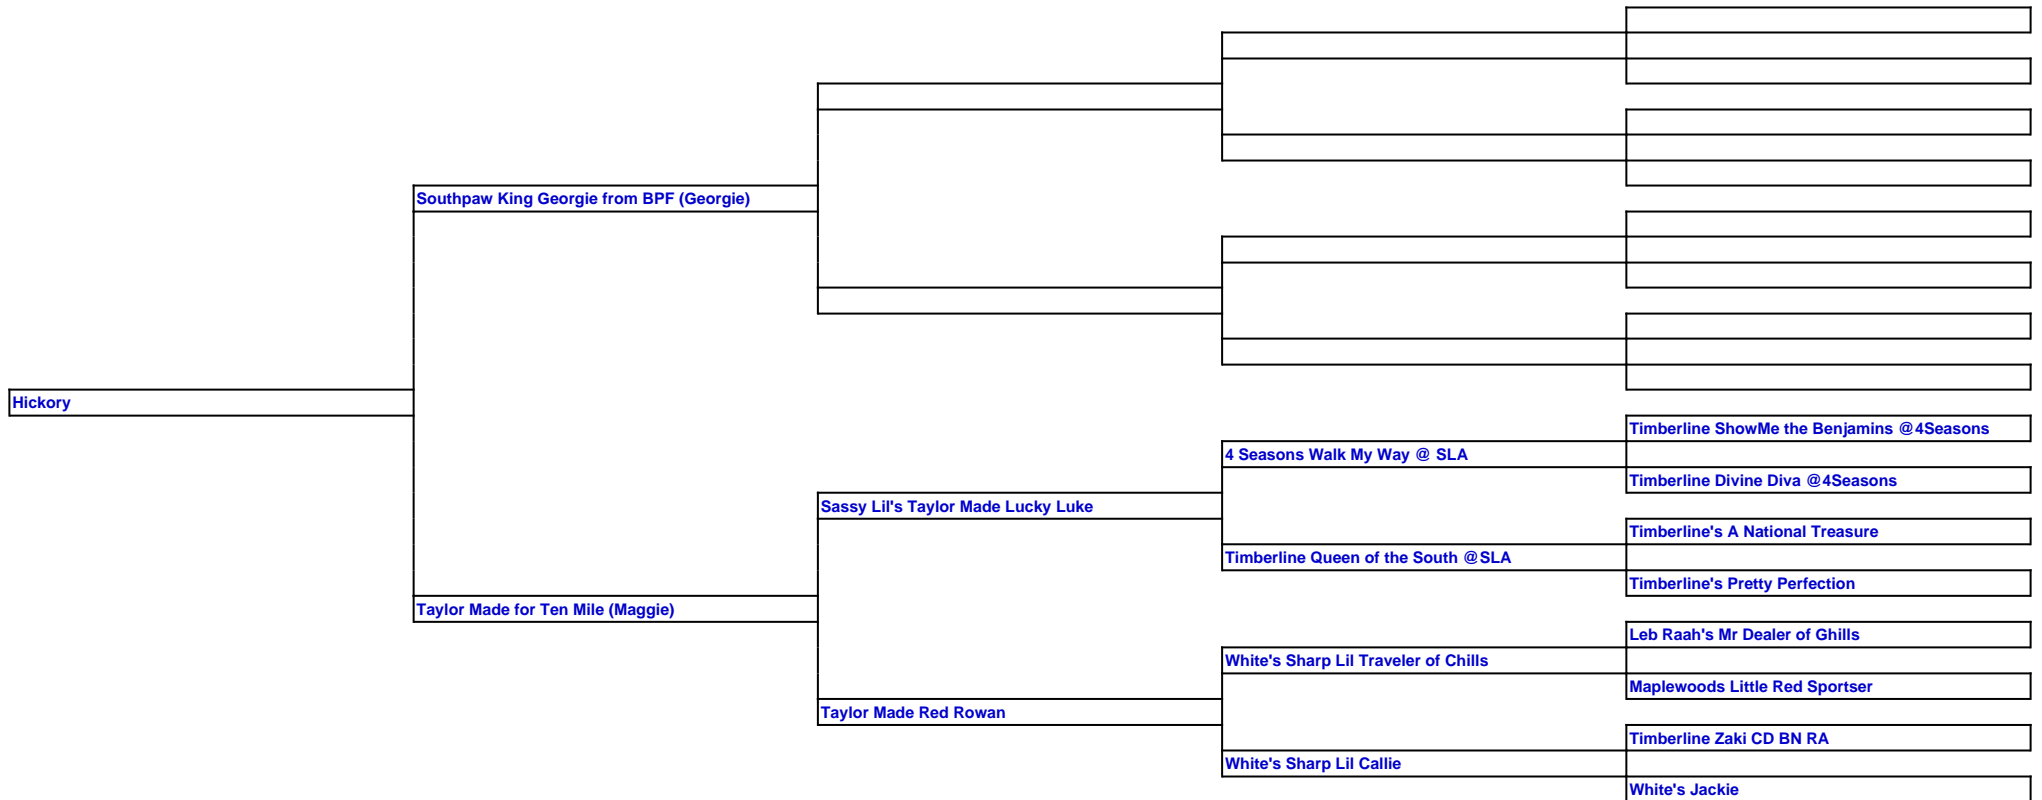 Southpaw King Georgie from BPF (Georgie)
Hickory
Timberline ShowMe the Benjamins @4Seasons
4 Seasons Walk My Way @ SLA
Timberline Divine Diva @4Seasons
Sassy Lil's Taylor Made Lucky Luke
Timberline's A National Treasure
Timberline Queen of the South @SLA
Timberline's Pretty Perfection
Taylor Made for Ten Mile (Maggie)
Leb Raah's Mr Dealer of Ghills
White's Sharp Lil Traveler of Chills
Maplewoods Little Red Sportser
Taylor Made Red Rowan
Timberline Zaki CD BN RA
White's Sharp Lil Callie
White's Jackie